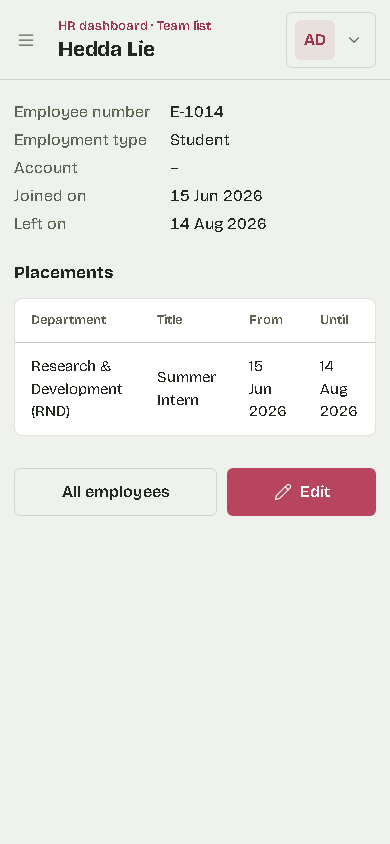 HR dashboard · Team list
Hedda Lie
AD
Employee number E-1014
Employment type Student
Account –
Joined on 15 Jun 2026
Left on 14 Aug 2026
Placements
Department Title From Until
Research & Development (RND) Summer Intern 15 Jun 2026 14 Aug 2026
All employees
Edit